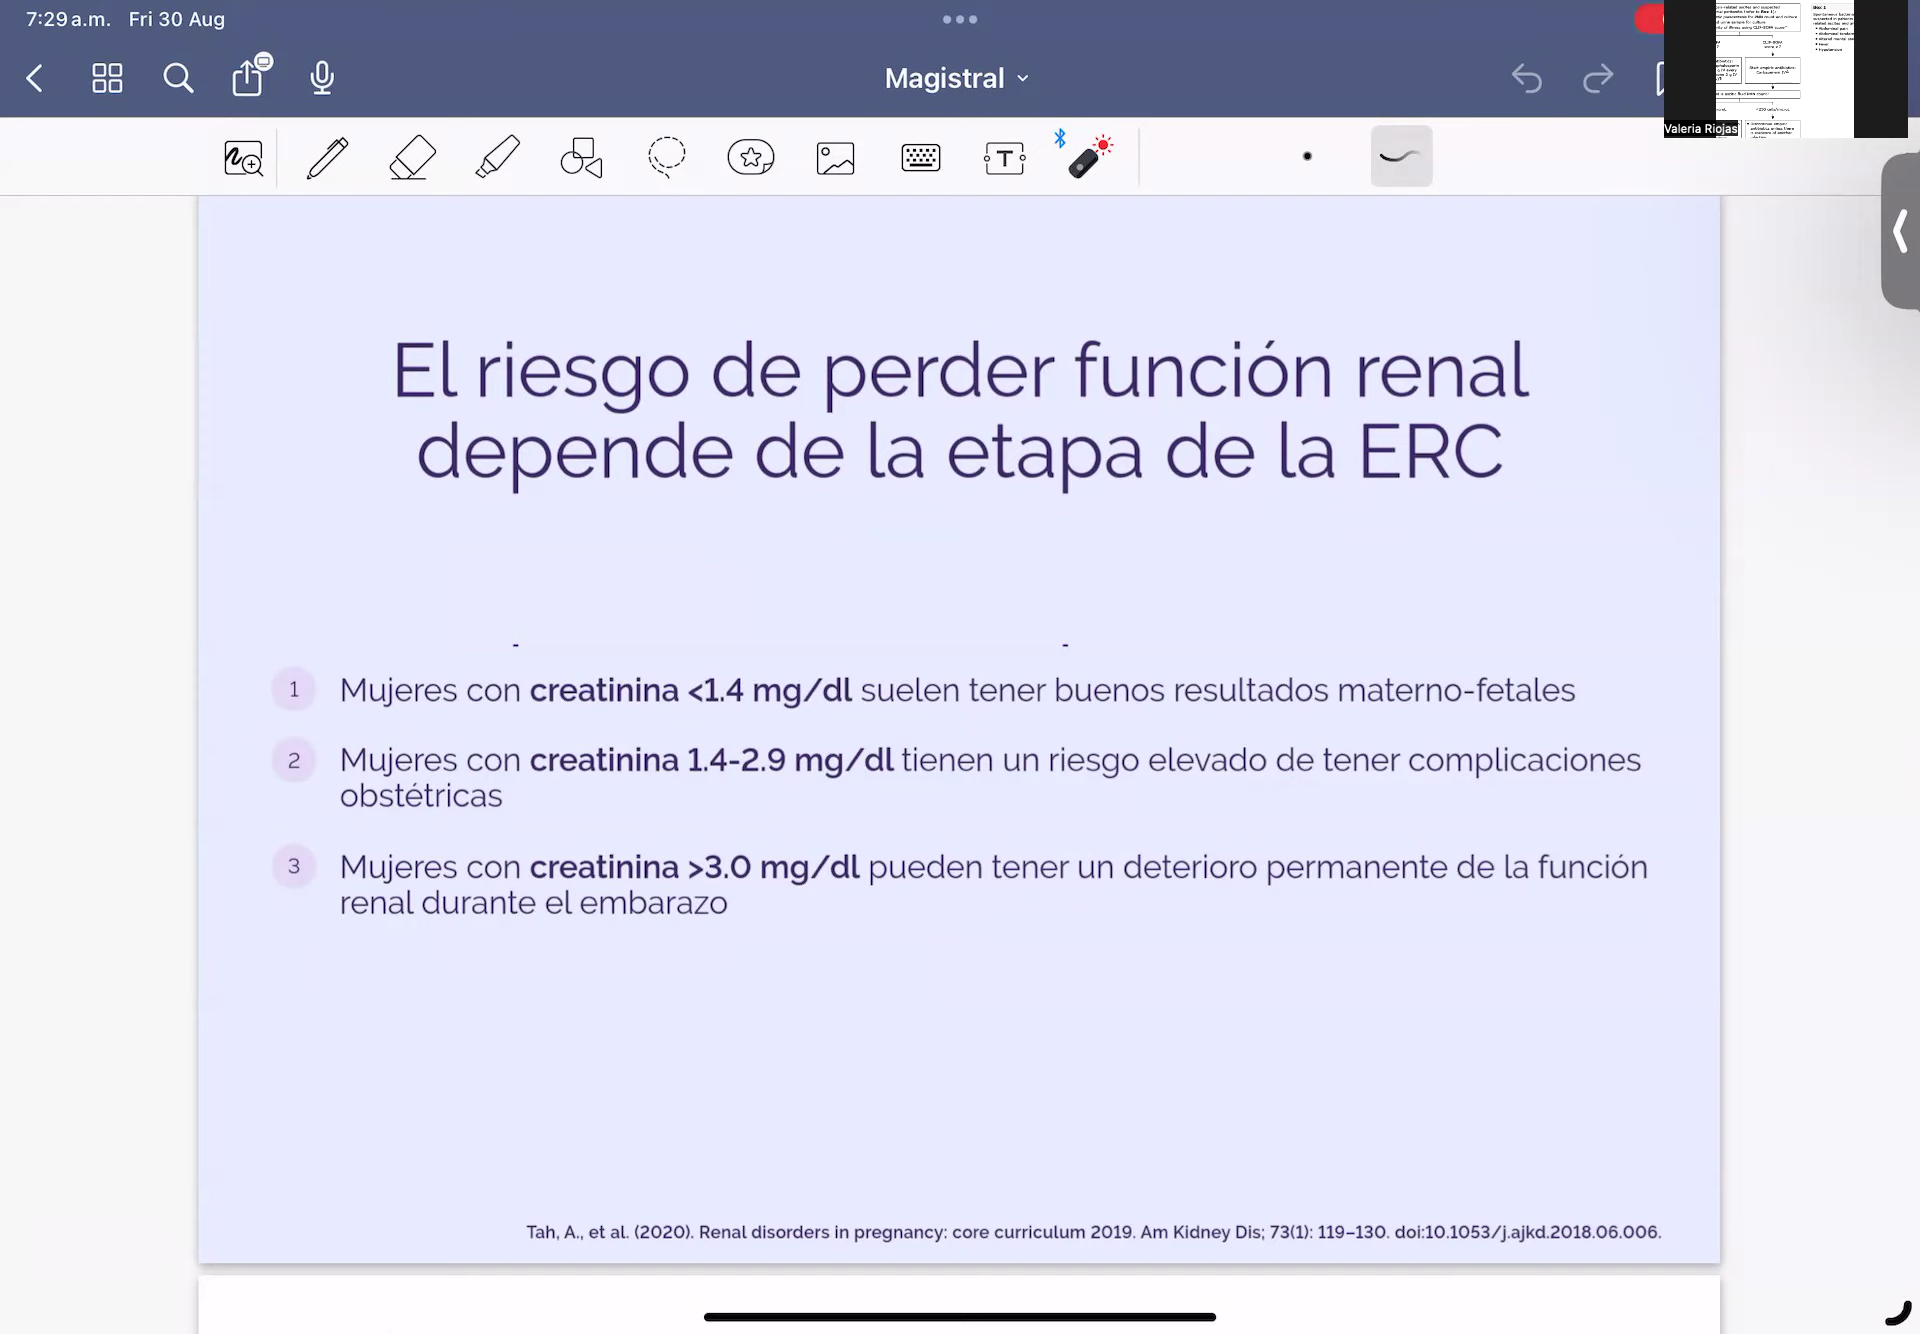 7:29 a.m. Fri 30 Aug
Magistral
T
Box 1
• Abdominal pain
• Fever
Valeria Riojas
El riesgo de perder función renal
depende de la etapa de la ERC
1 Mujeres con creatinina <1.4 mg/dl suelen tener buenos resultados materno-fetales
2 Mujeres con creatinina 1.4-2.9 mg/dl tienen un riesgo elevado de tener complicaciones
obstétricas
3 Mujeres con creatinina >3.0 mg/dl pueden tener un deterioro permanente de la función
renal durante el embarazo
Tah, A., et al. (2020). Renal disorders in pregnancy: core curriculum 2019. Am Kidney Dis; 73(1): 119–130. doi:10.1053/j.ajkd.2018.06.006.